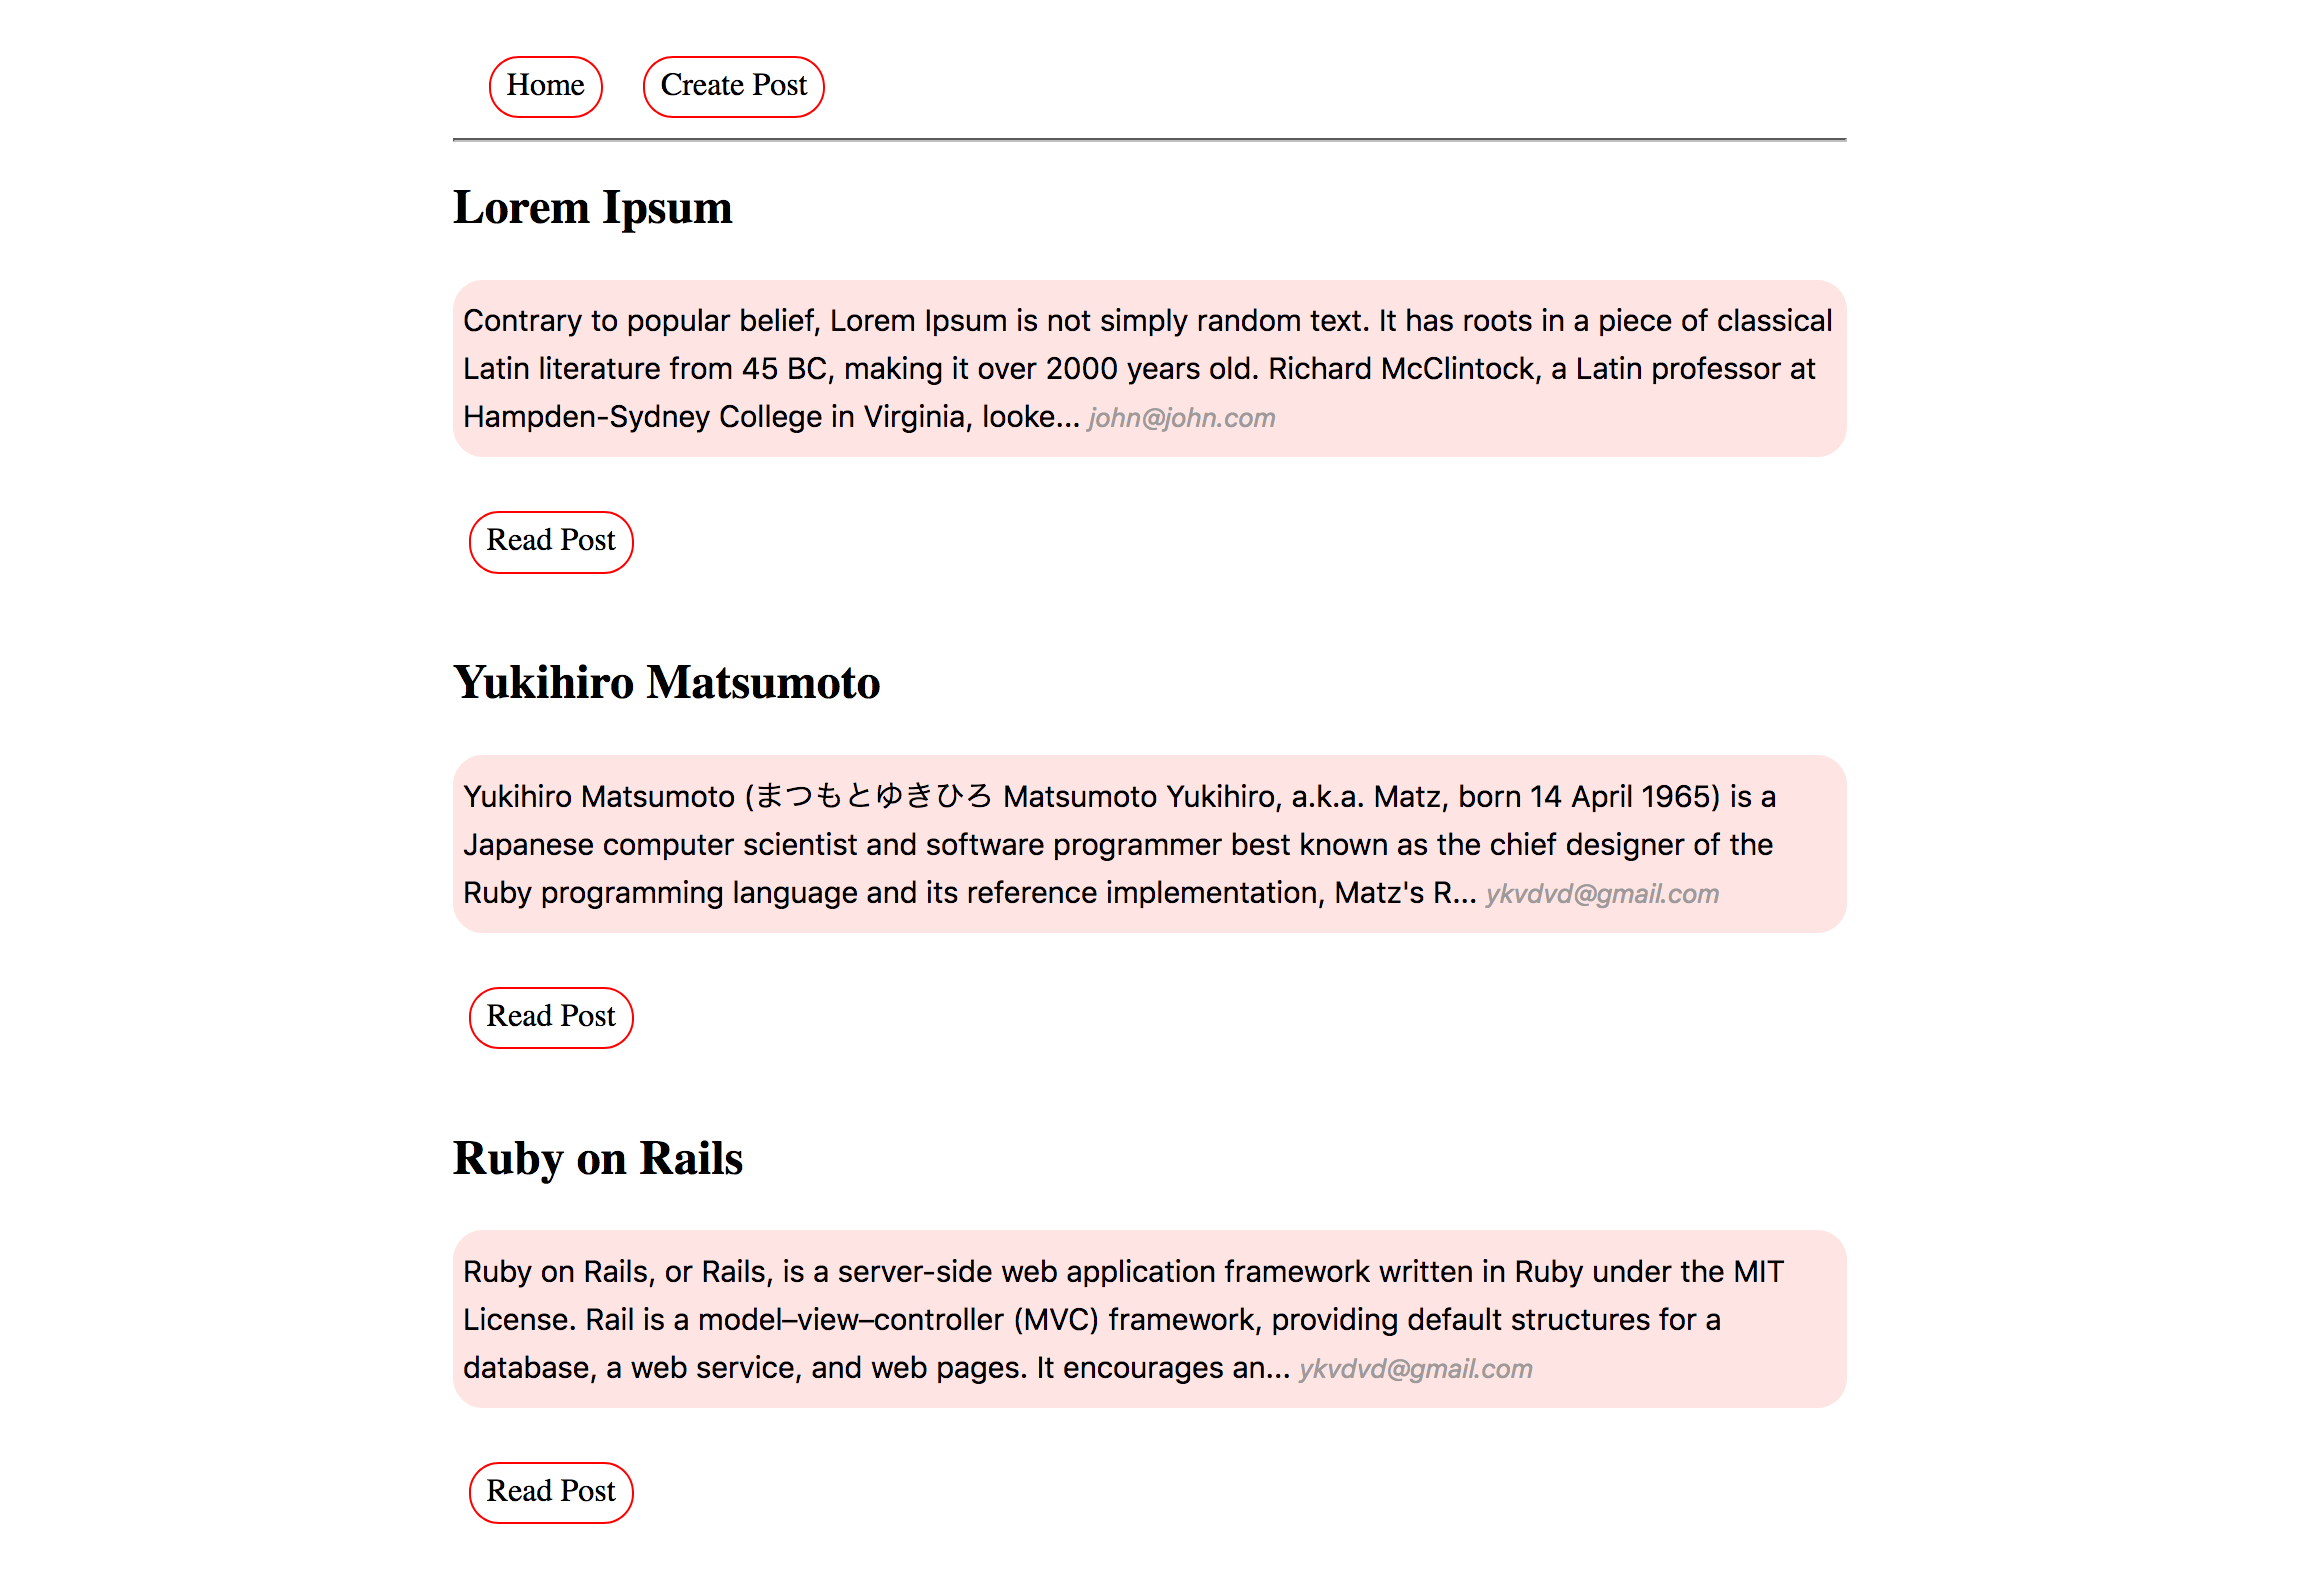 Home Create Post
Lorem Ipsum
Contrary to popular belief, Lorem Ipsum is not simply random text. It has roots in a piece of classical
Latin literature from 45 BC, making it over 2000 years old. Richard McClintock, a Latin professor at
Hampden-Sydney College in Virginia, looke... john@john.com
Read Post
Yukihiro Matsumoto
Yukihiro Matsumoto (まつもとゆきひろ Matsumoto Yukihiro, a.k.a. Matz, born 14 April 1965) is a
Japanese computer scientist and software programmer best known as the chief designer of the
Ruby programming language and its reference implementation, Matz's R... ykvdvd@gmail.com
Read Post
Ruby on Rails
Ruby on Rails, or Rails, is a server-side web application framework written in Ruby under the MIT
License. Rail is a model–view–controller (MVC) framework, providing default structures for a
database, a web service, and web pages. It encourages an... ykvdvd@gmail.com
Read Post